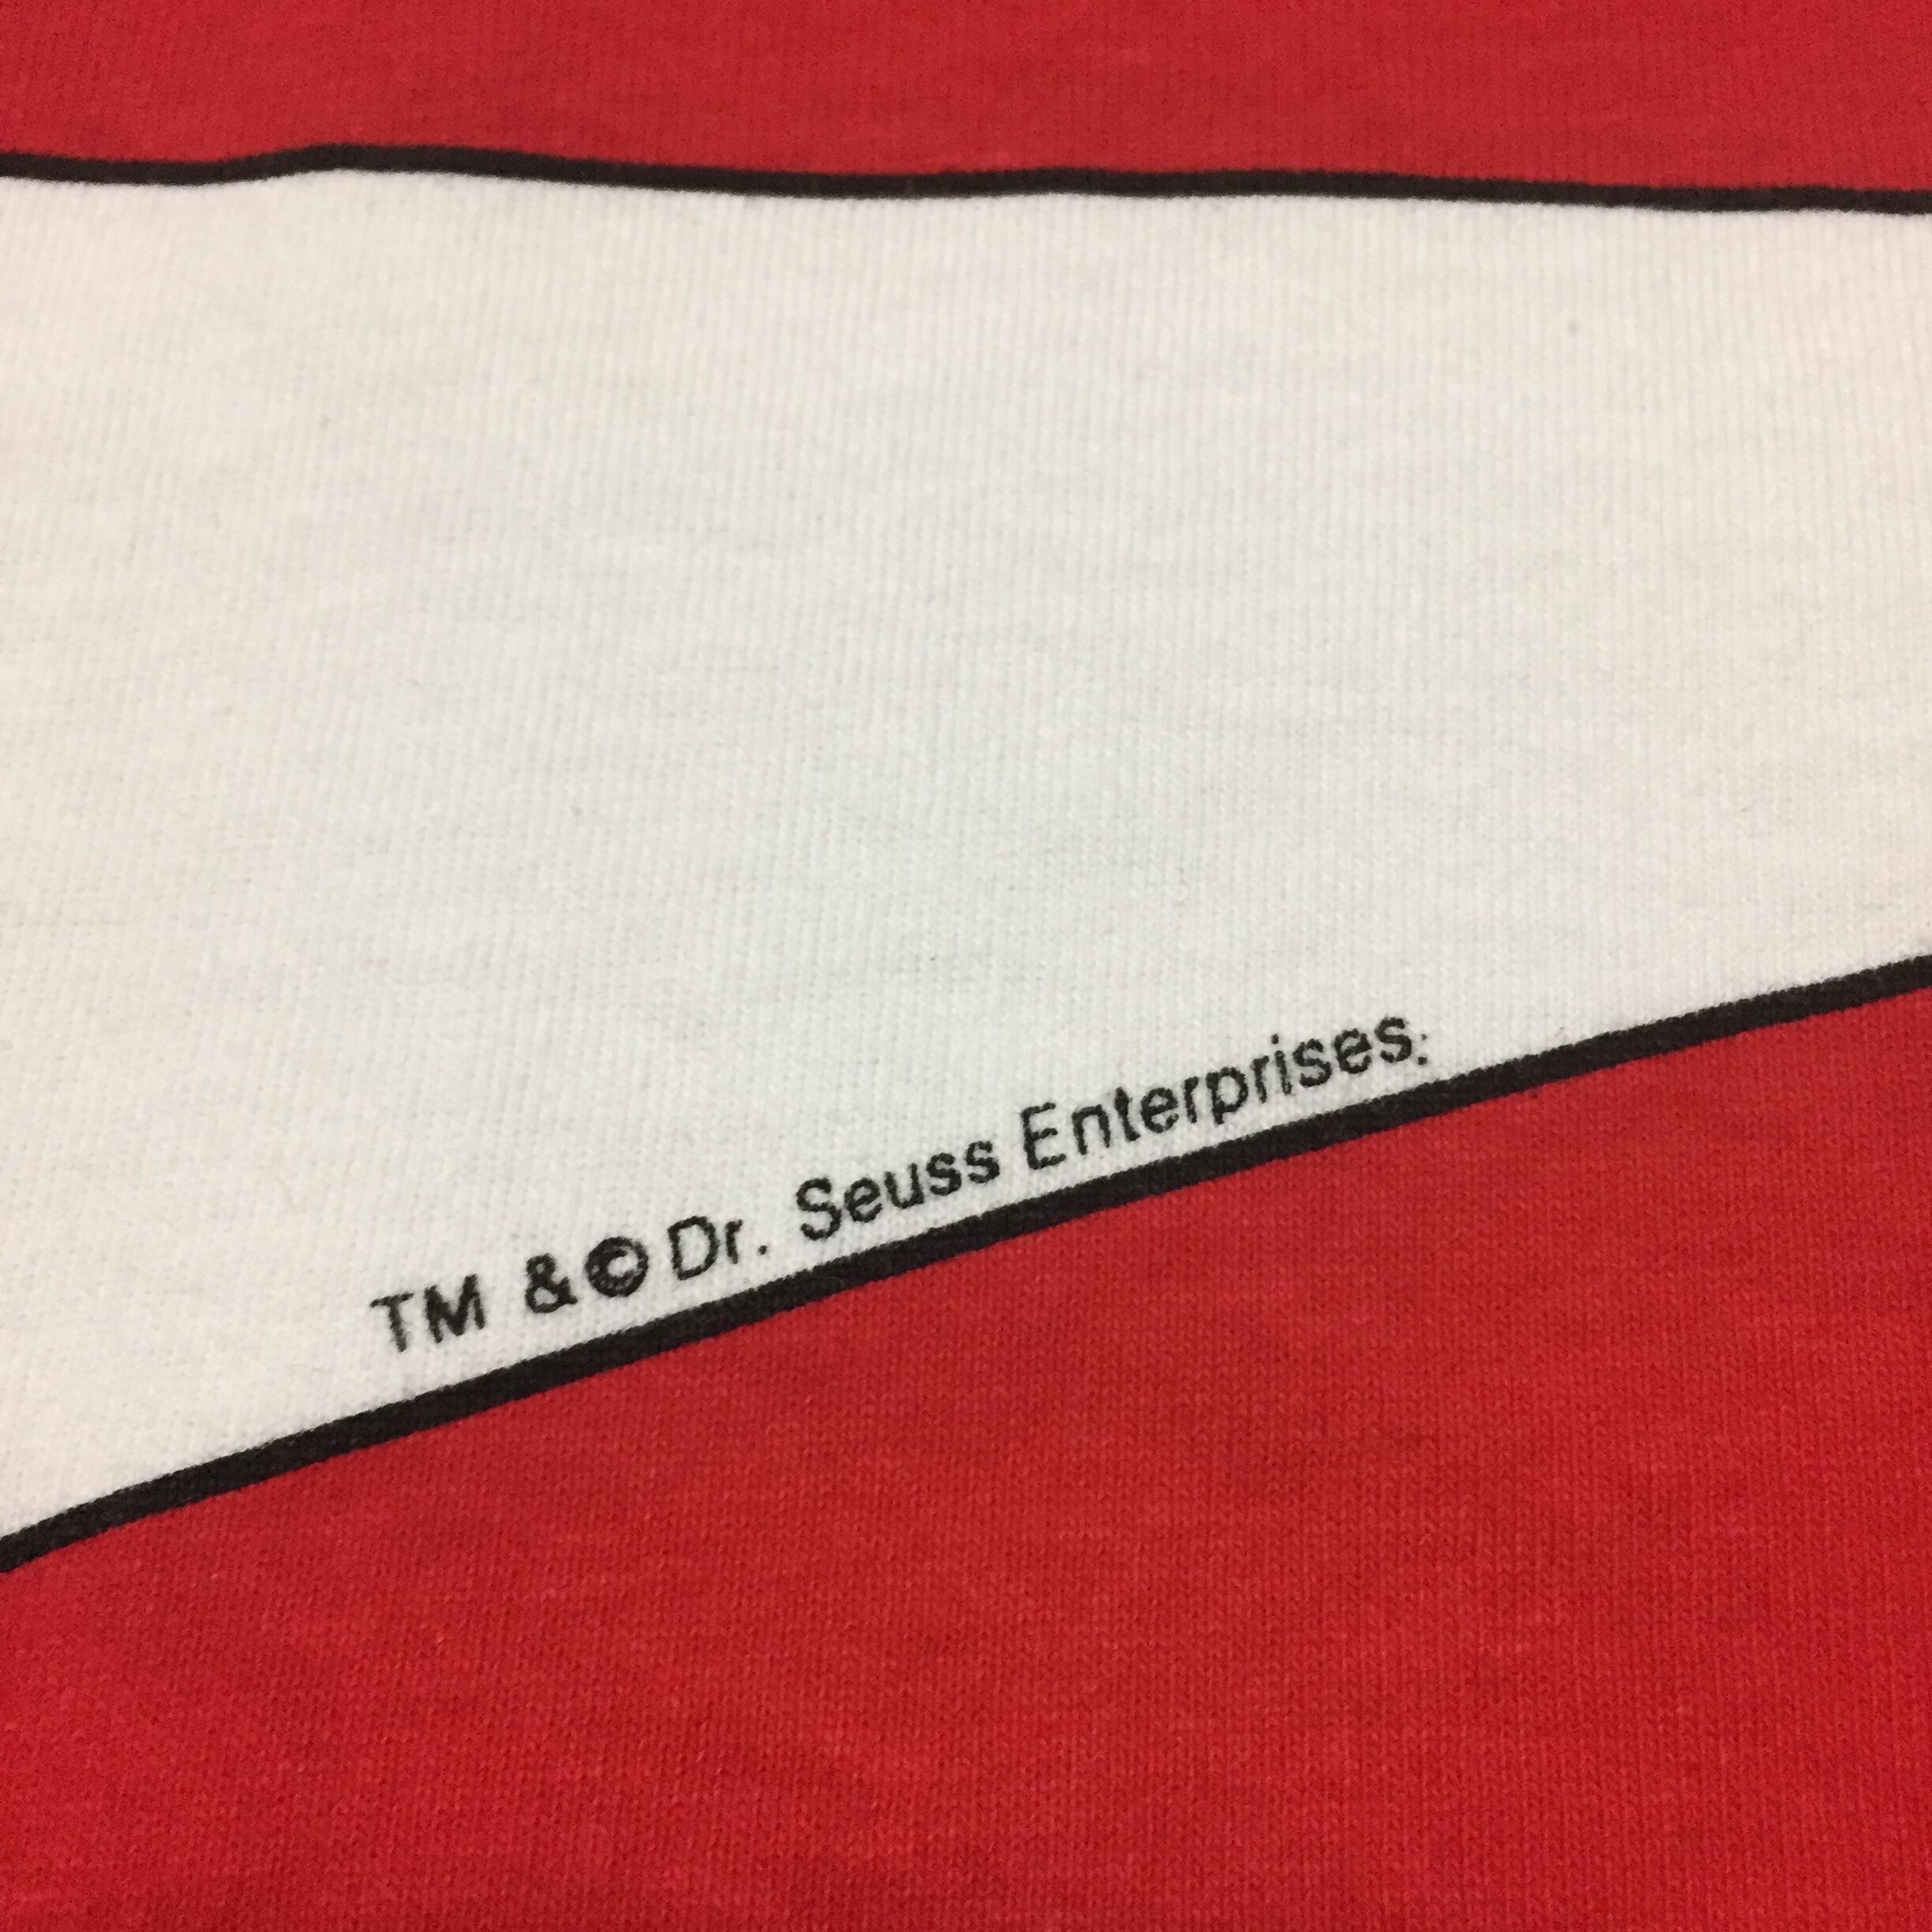 TM & © Dr. Seuss Enterprises.